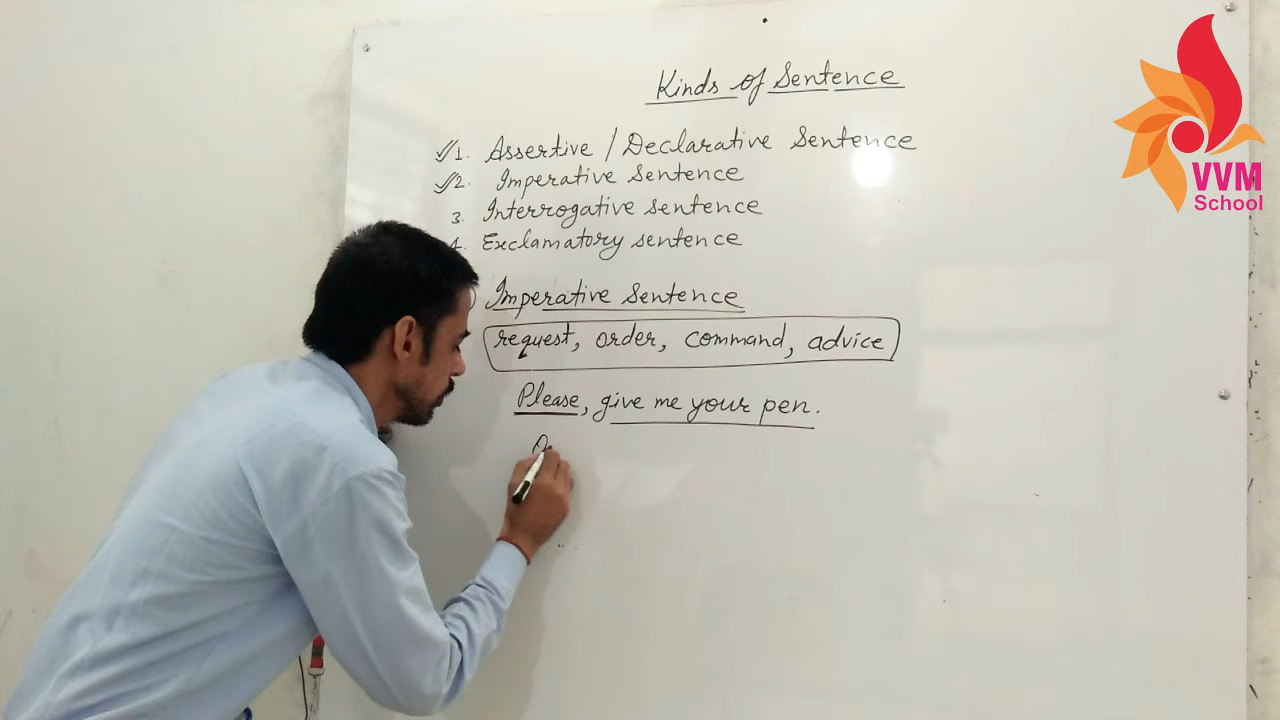 Kinds of Sentence
1. Assertive / Declarative Sentence
2. Imperative Sentence
3. Interrogative sentence
4. Exclamatory sentence
Imperative Sentence
request, order, command, advice
Please, give me your pen.
VVM
School